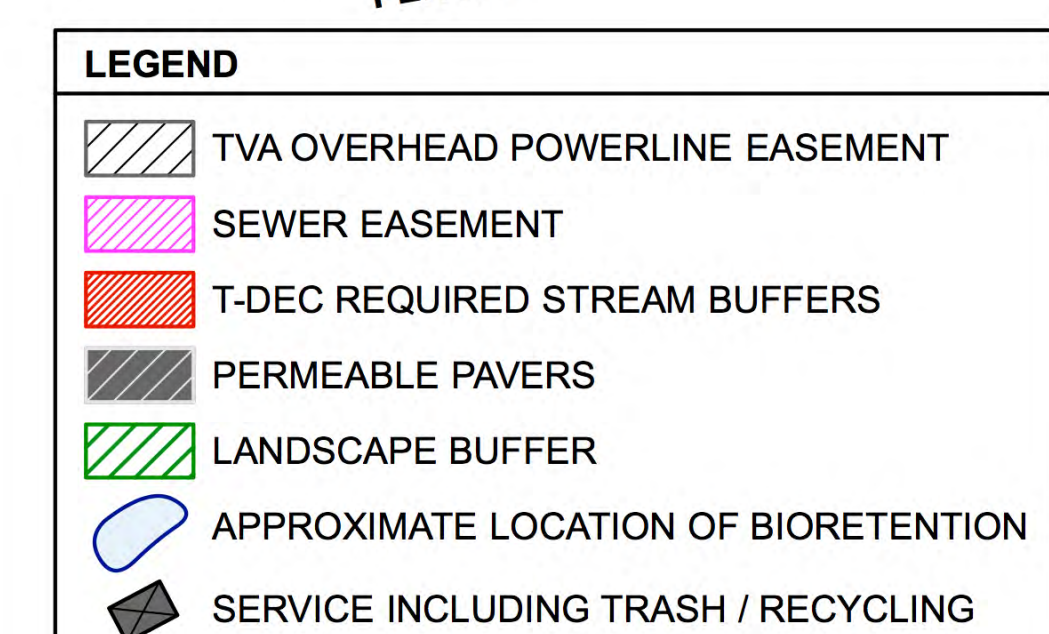 LEGEND
TVA OVERHEAD POWERLINE EASEMENT
SEWER EASEMENT
T-DEC REQUIRED STREAM BUFFERS
PERMEABLE PAVERS
LANDSCAPE BUFFER
APPROXIMATE LOCATION OF BIORETENTION
SERVICE INCLUDING TRASH / RECYCLING